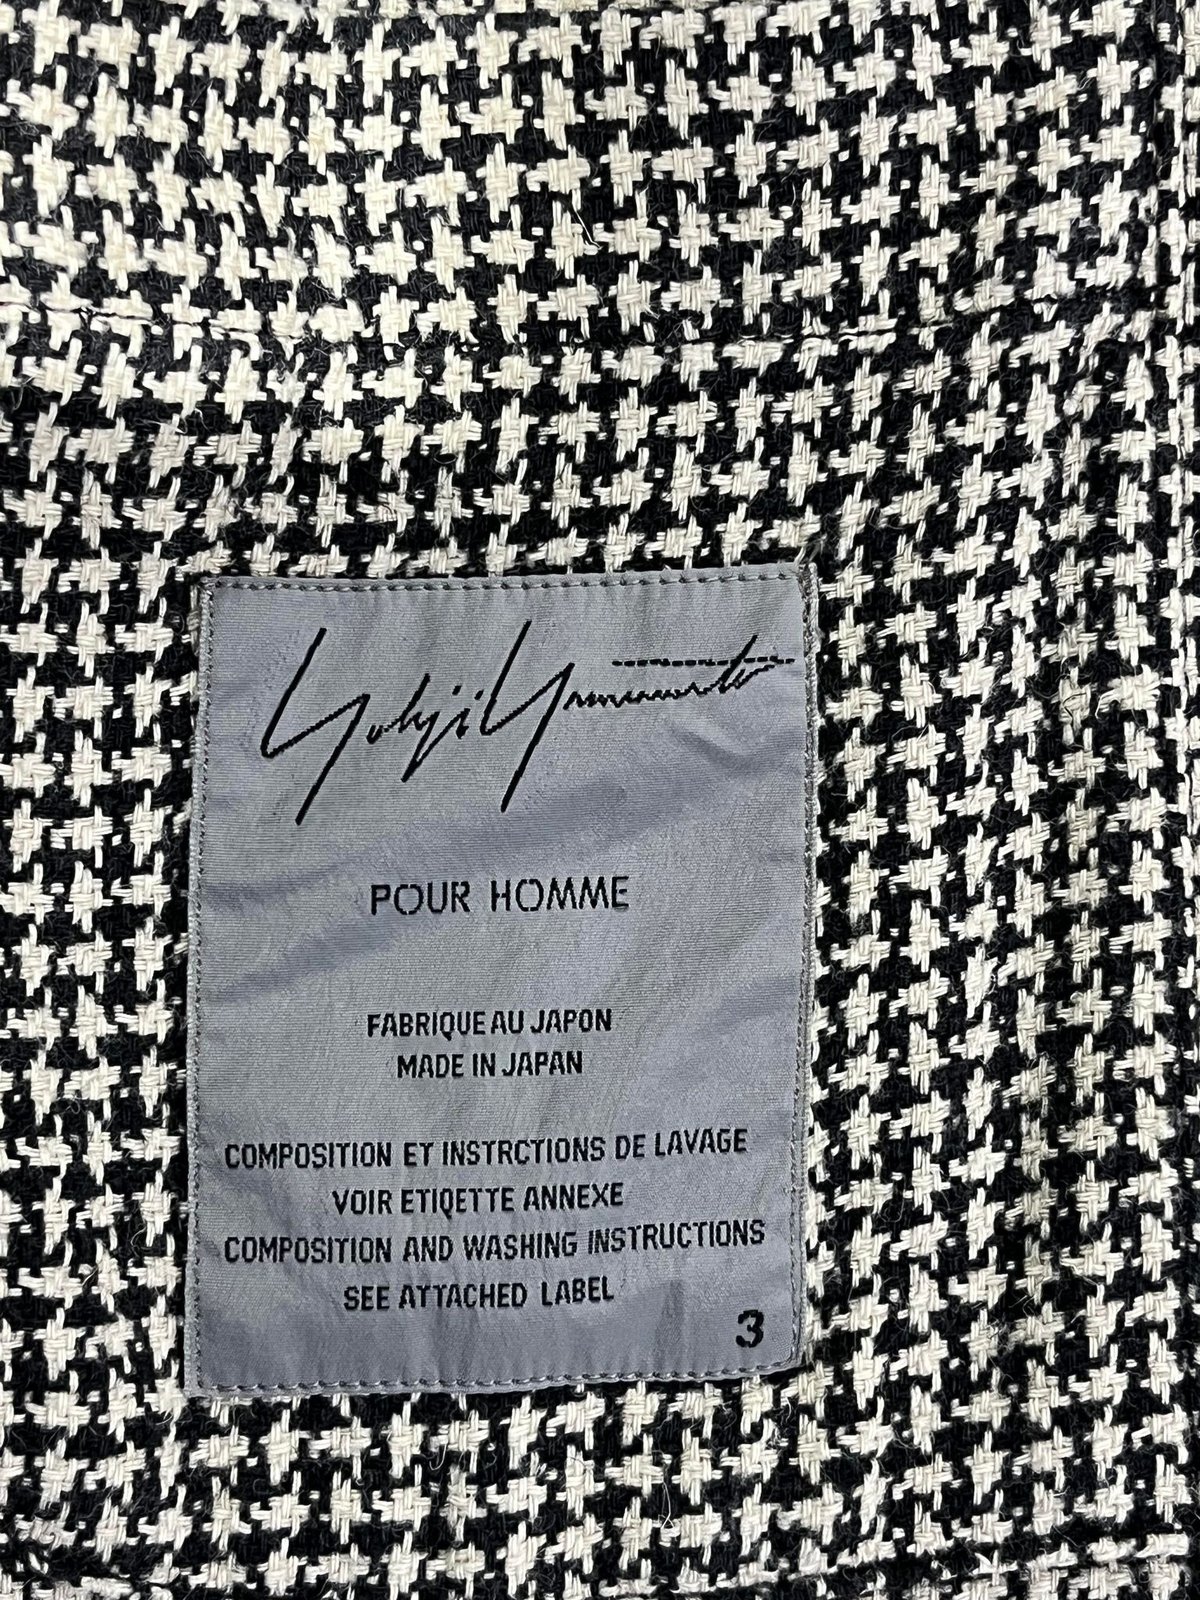 Yohji Yamamoto
POUR HOMME
FABRIQUE AU JAPON
MADE IN JAPAN
COMPOSITION ET INSTRCTIONS DE LAVAGE
VOIR ETIQETTE ANNEXE
COMPOSITION AND WASHING INSTRUCTIONS
SEE ATTACHED LABEL
3